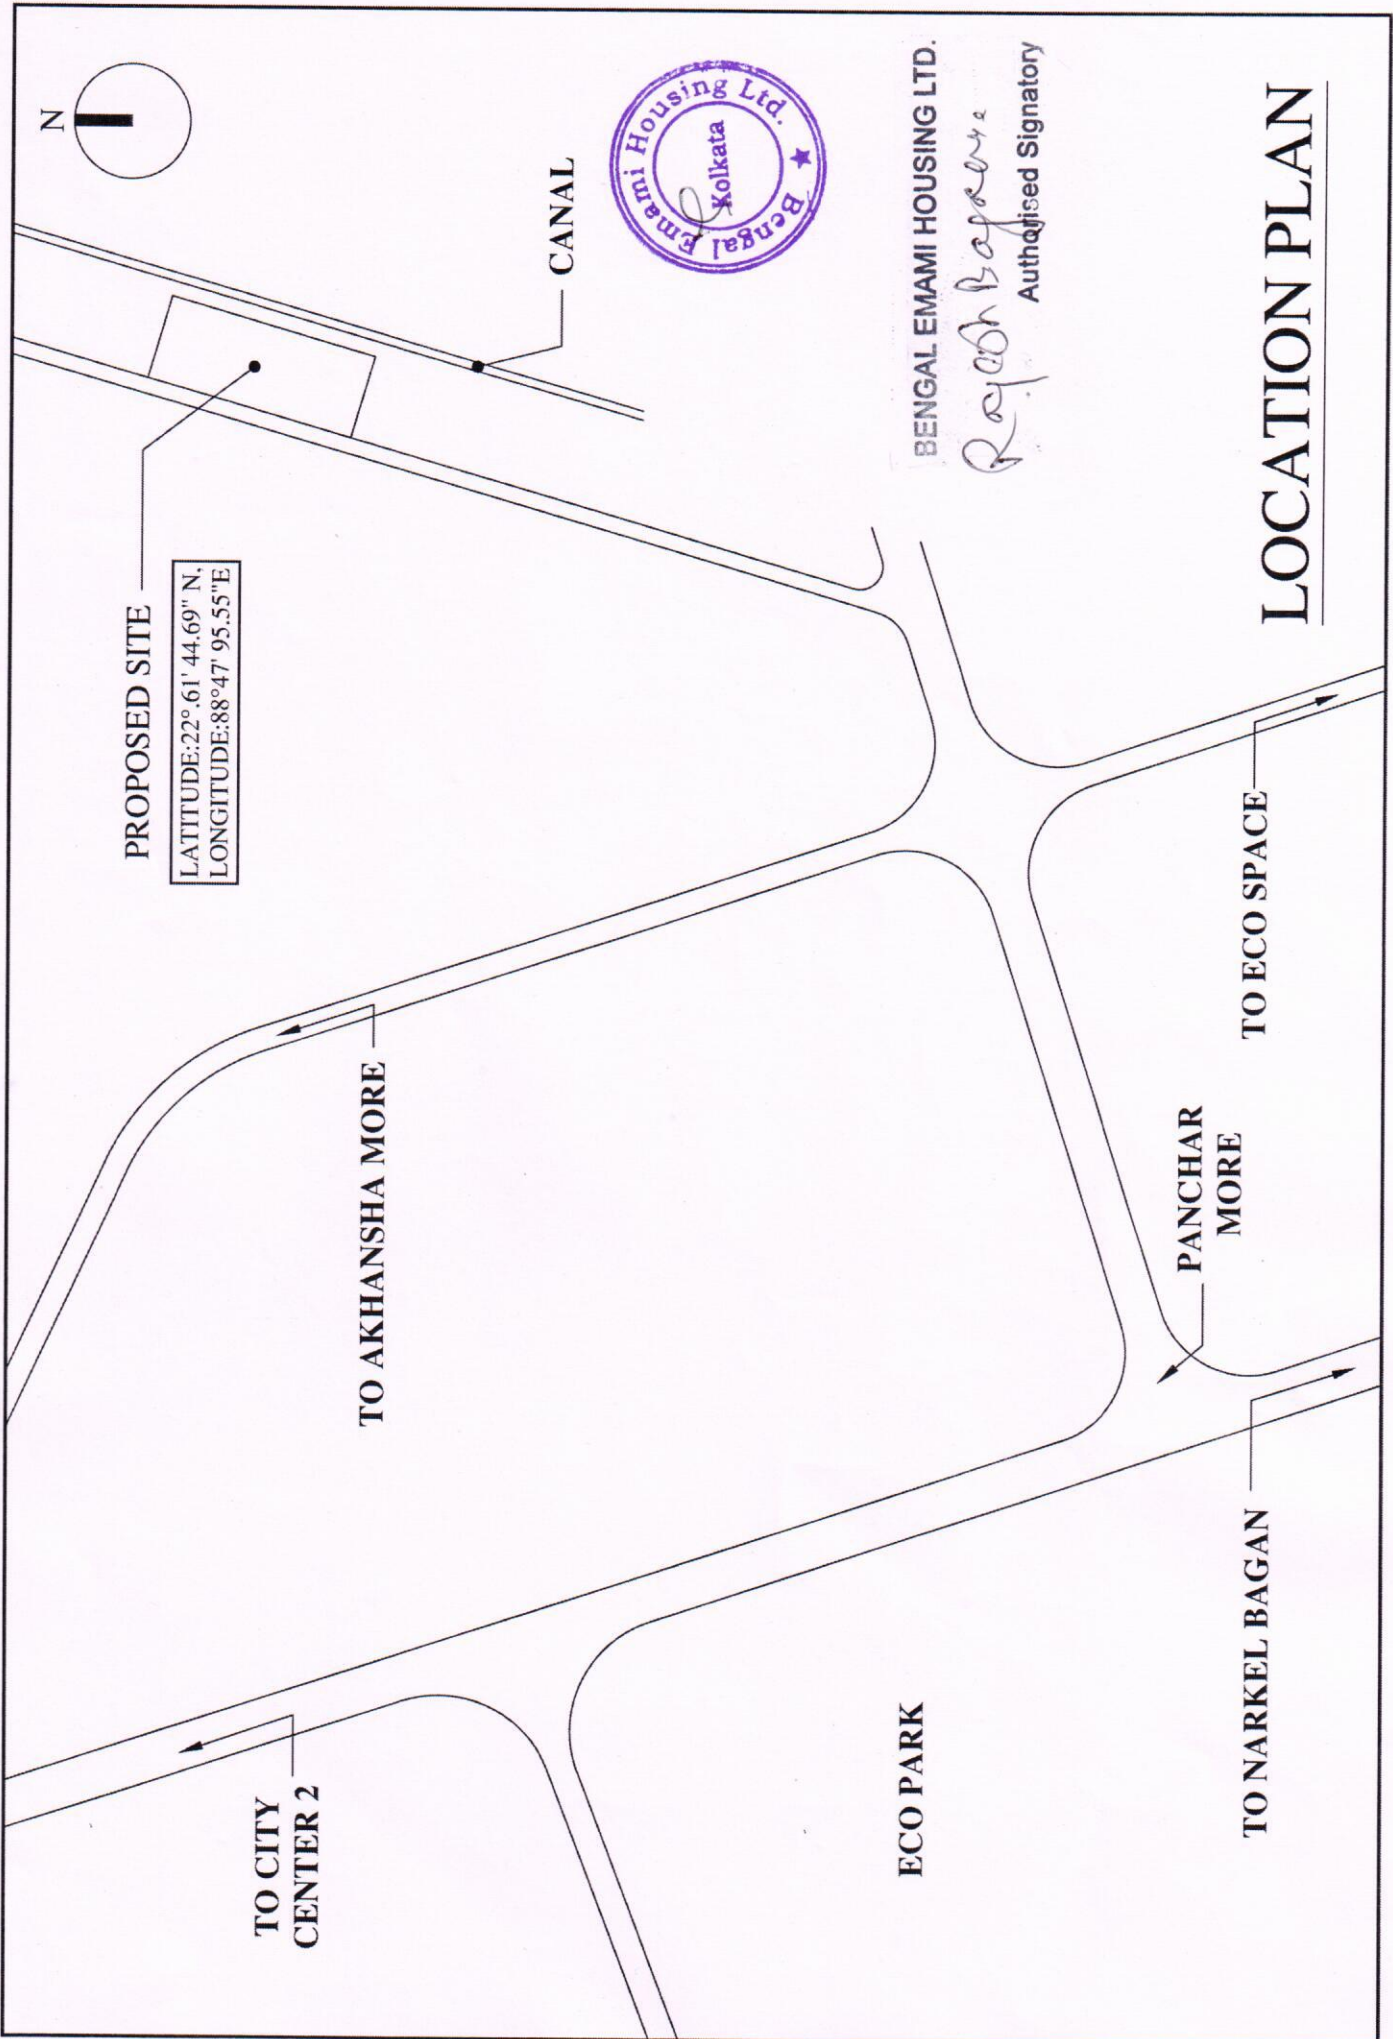 N
PROPOSED SITE
LATITUDE:22°.61' 44.69" N,
LONGITUDE:88°47' 95.55"E
CANAL
Bengal Emami Housing Ltd. ★
Kolkata
BENGAL EMAMI HOUSING LTD.
Authorised Signatory
TO AKHANSHA MORE
TO CITY
CENTER 2
ECO PARK
PANCHAR
MORE
TO ECO SPACE
TO NARKEL BAGAN
LOCATION PLAN